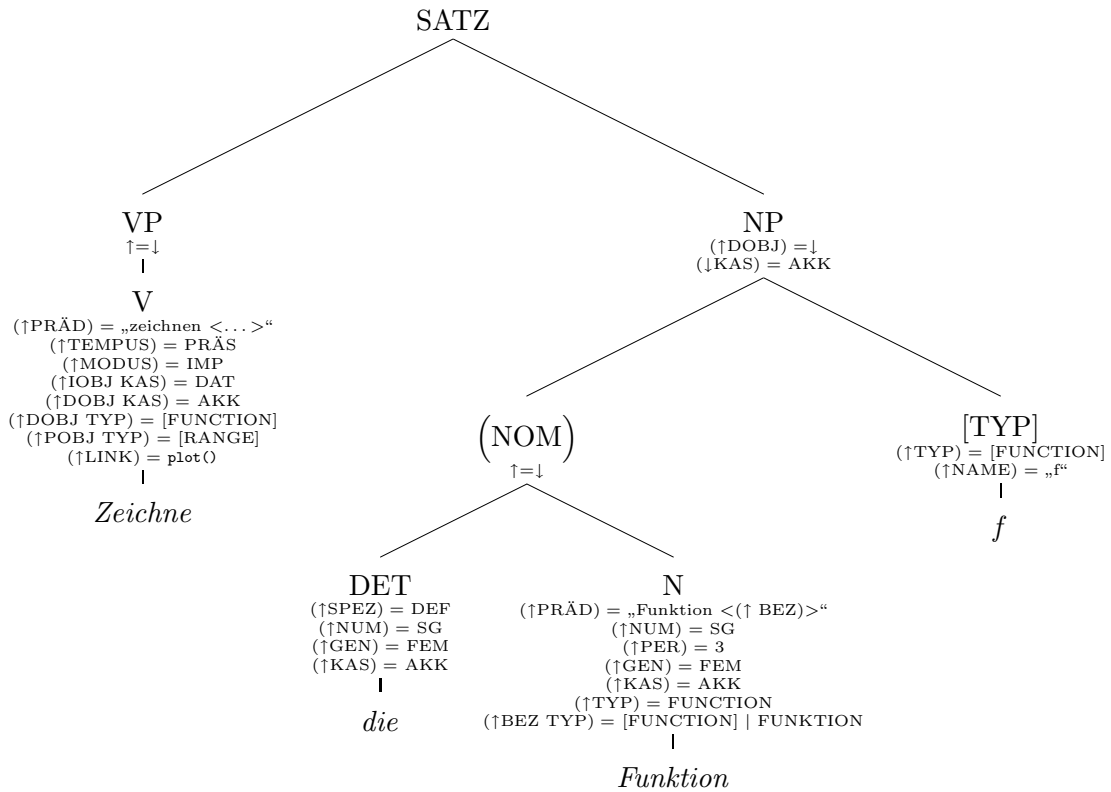 SATZ
VP
↑=↓
NP
(↑DOBJ) =↓
(↓KAS) = AKK
V
(↑PRÄD) = „zeichnen <...>“
(↑TEMPUS) = PRÄS
(↑MODUS) = IMP
(↑IOBJ KAS) = DAT
(↑DOBJ KAS) = AKK
(↑DOBJ TYP) = [FUNCTION]
(↑POBJ TYP) = [RANGE]
(↑LINK) = plot()
Zeichne
(NOM)
↑=↓
[TYP]
(↑TYP) = [FUNCTION]
(↑NAME) = „f“
f
DET
(↑SPEZ) = DEF
(↑NUM) = SG
(↑GEN) = FEM
(↑KAS) = AKK
die
N
(↑PRÄD) = „Funktion <(↑ BEZ)>“
(↑NUM) = SG
(↑PER) = 3
(↑GEN) = FEM
(↑KAS) = AKK
(↑TYP) = FUNCTION
(↑BEZ TYP) = [FUNCTION] | FUNKTION
Funktion